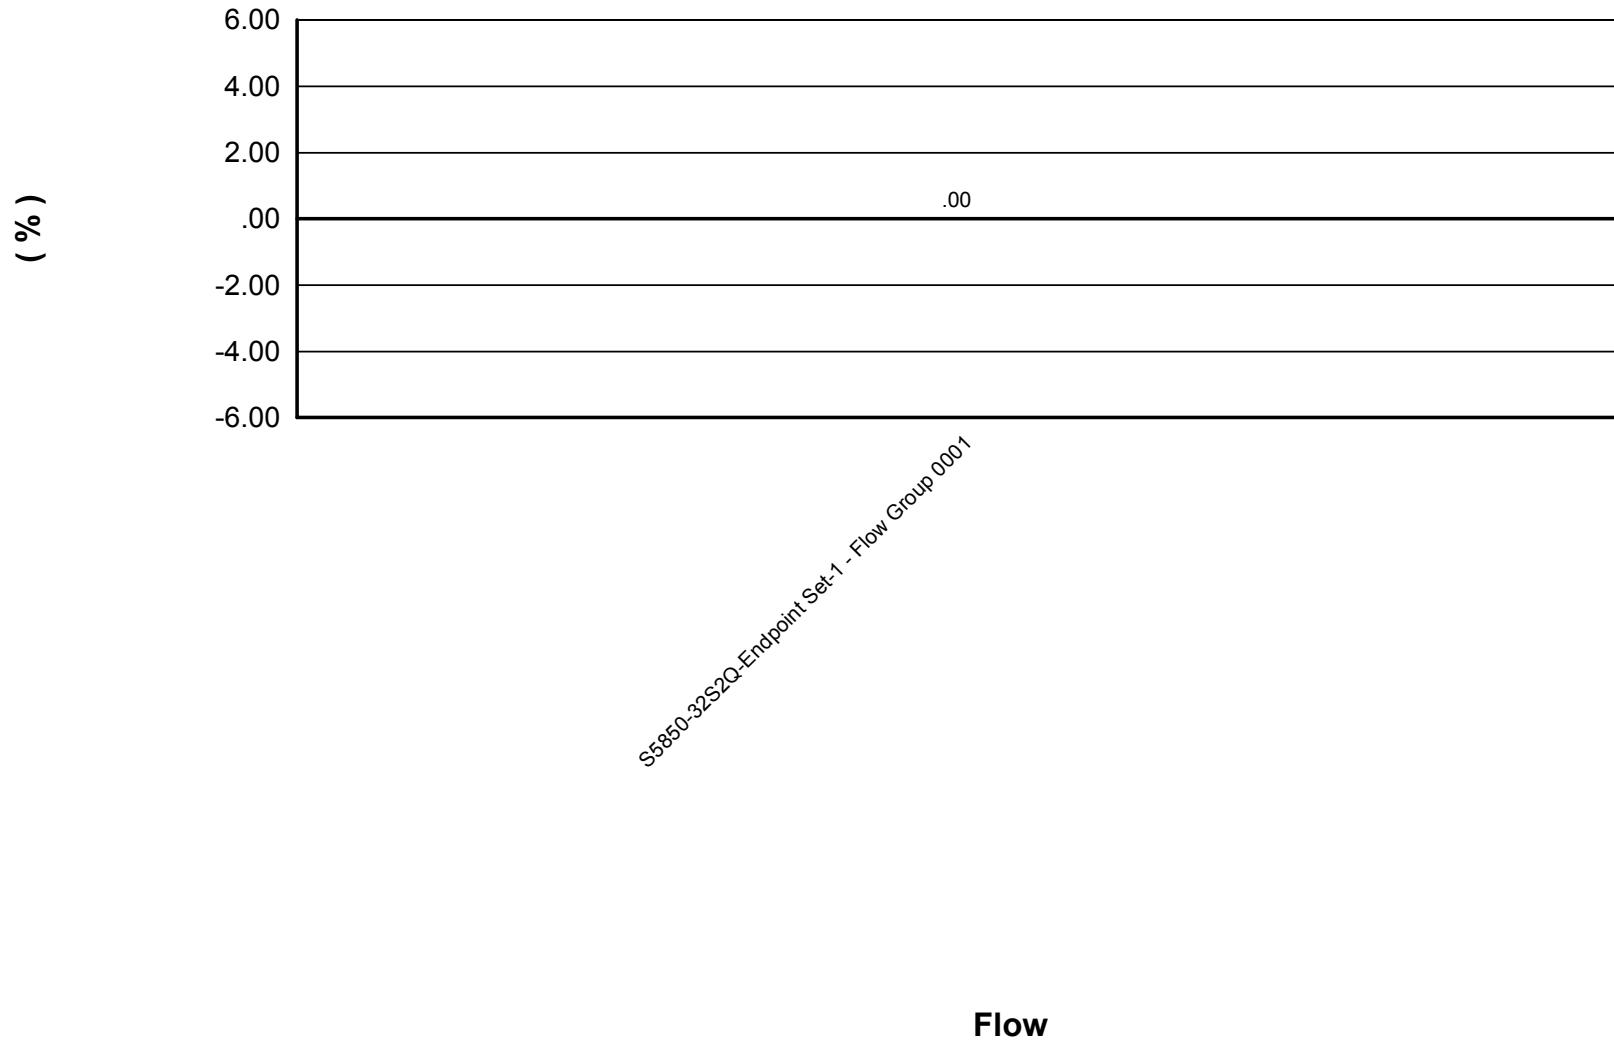 6.00
4.00
2.00
.00
.00
-2.00
-4.00
-6.00
( % )
S5850-32S2Q-Endpoint Set-1 - Flow Group 0001
Flow